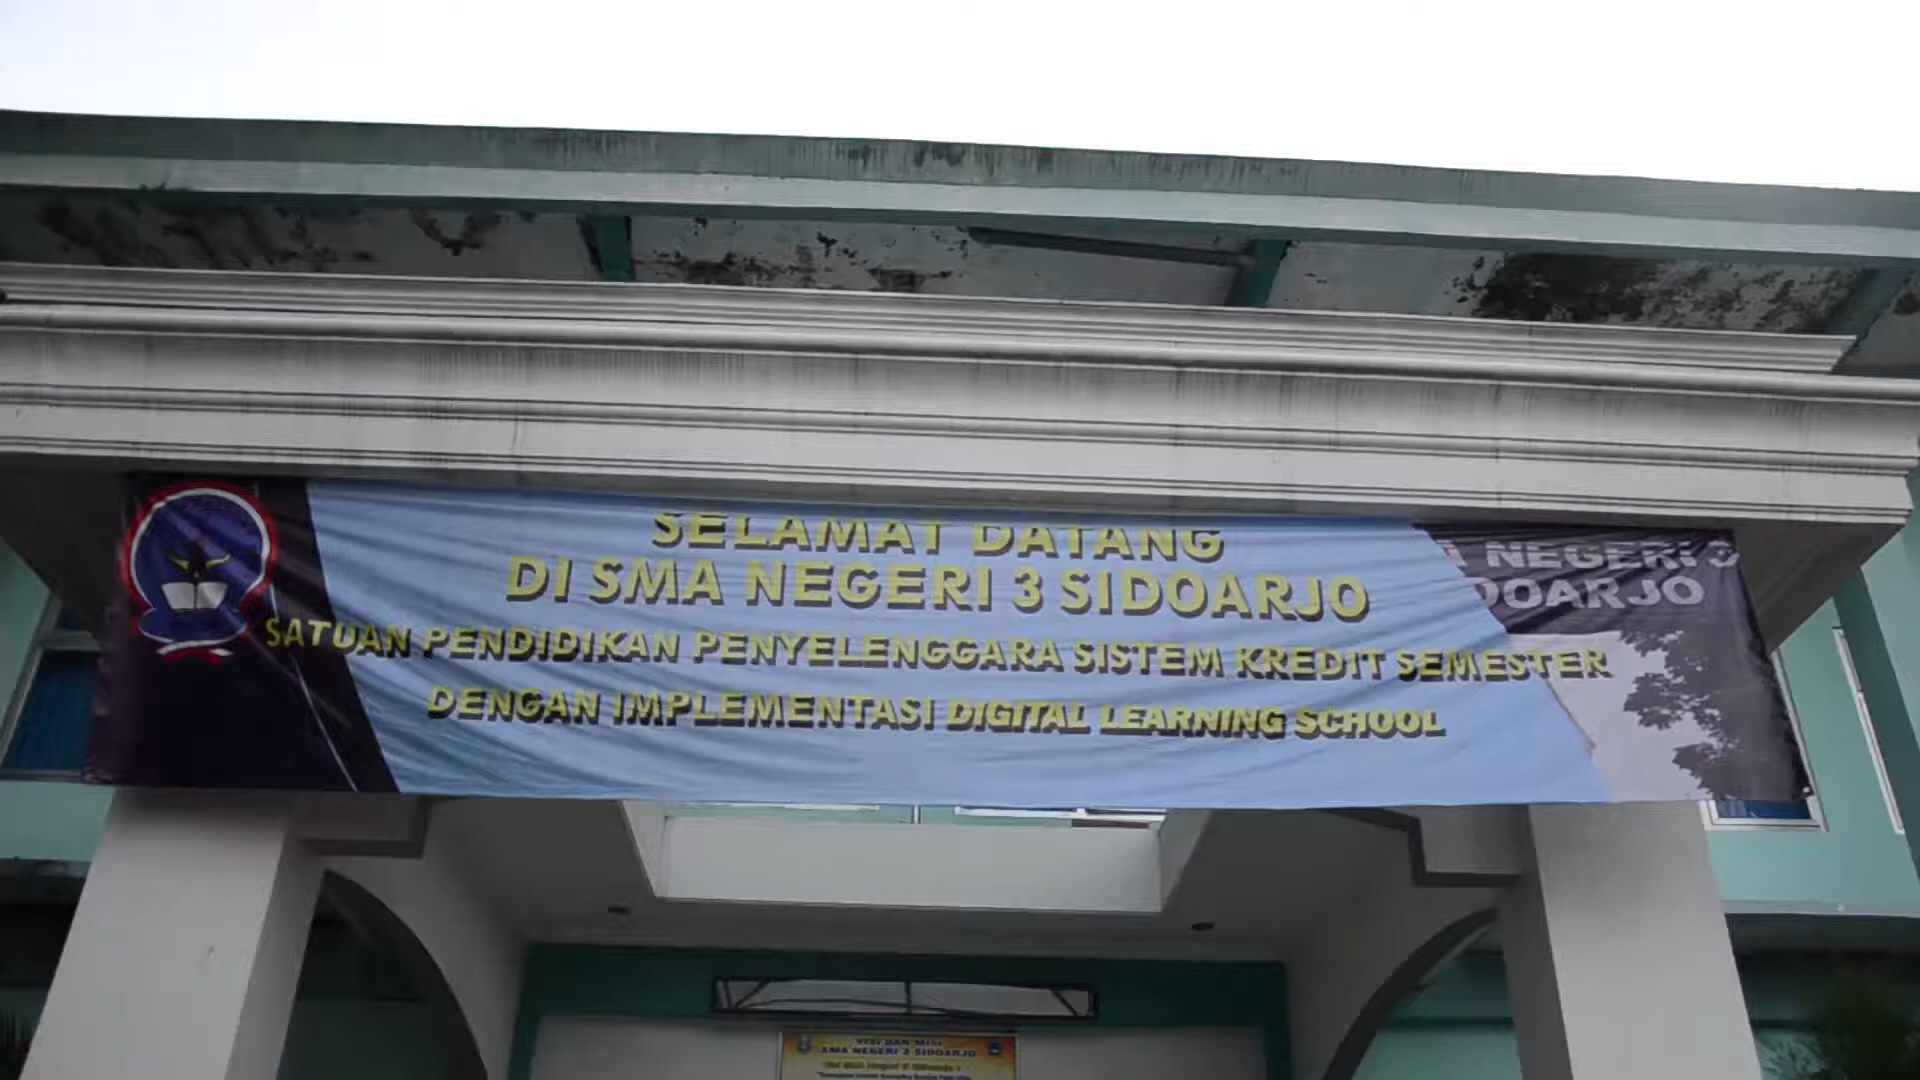 SELAMAT DATANG
DI SMA NEGERI 3 SIDOARJO
SATUAN PENDIDIKAN PENYELENGGARA SISTEM KREDIT SEMESTER
DENGAN IMPLEMENTASI DIGITAL LEARNING SCHOOL
A NEGERI 3
DOARJO
VISI DAN MISI
SMA NEGERI 3 SIDOARJO